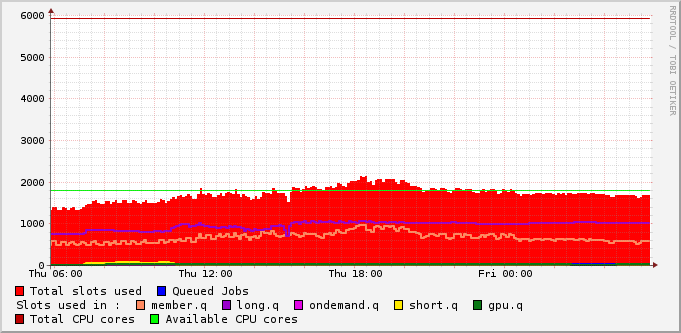 RRDTOOL / TOBI OETIKER
6000
5000
4000
3000
2000
1000
0
Thu 06:00 Thu 12:00 Thu 18:00 Fri 00:00
Total slots used Queued Jobs
Slots used in : member.q long.q ondemand.q short.q gpu.q
Total CPU cores Available CPU cores